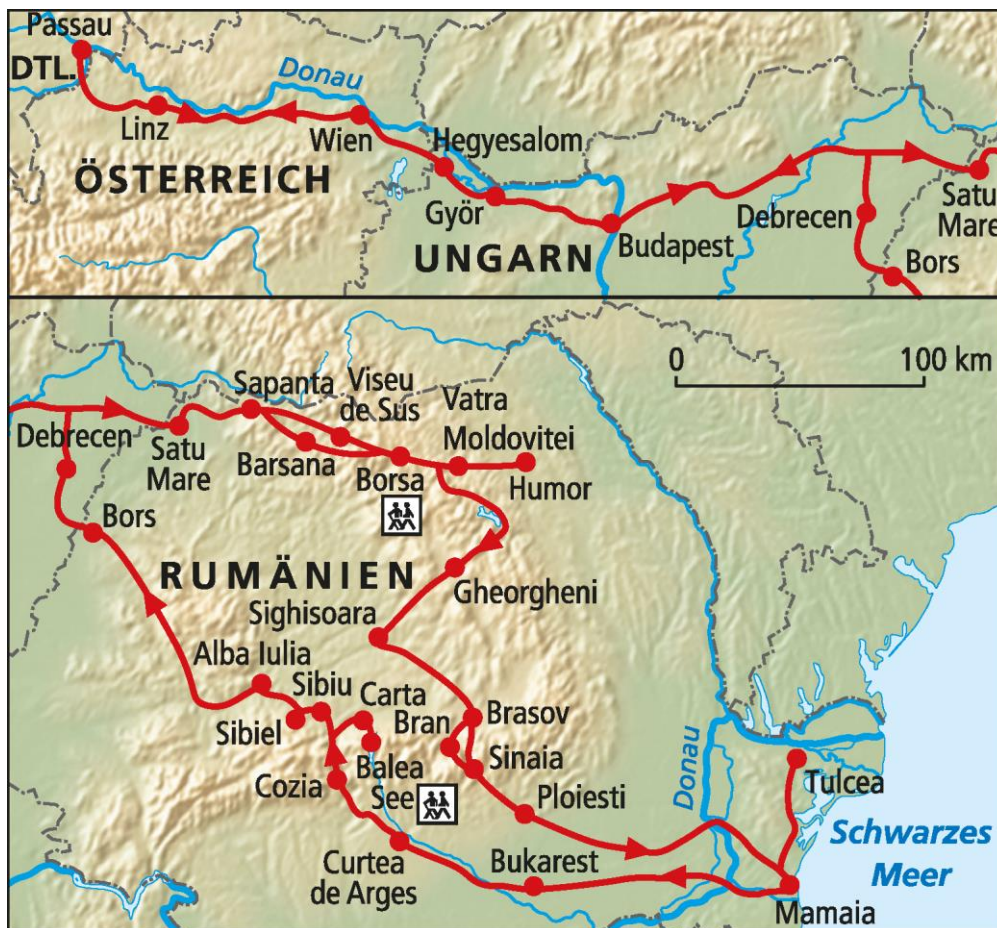 Passau
DTL.
Donau
Linz
Wien
Hegyesalom
ÖSTERREICH
Györ
UNGARN
Budapest
Debrecen
Satu
Mare
Bors
0 100 km
Sapanta
Viseu
de Sus
Vatra
Moldovitei
Debrecen
Satu
Mare
Barsana
Borsa
Humor
Bors
RUMÄNIEN
Gheorgheni
Sighisoara
Alba Iulia
Sibiu
Carta
Bran
Brasov
Sibiel
Sinaia
Cozia
Balea
See
Ploiesti
Donau
Tulcea
Curtea
de Arges
Bukarest
Schwarzes
Meer
Mamaia